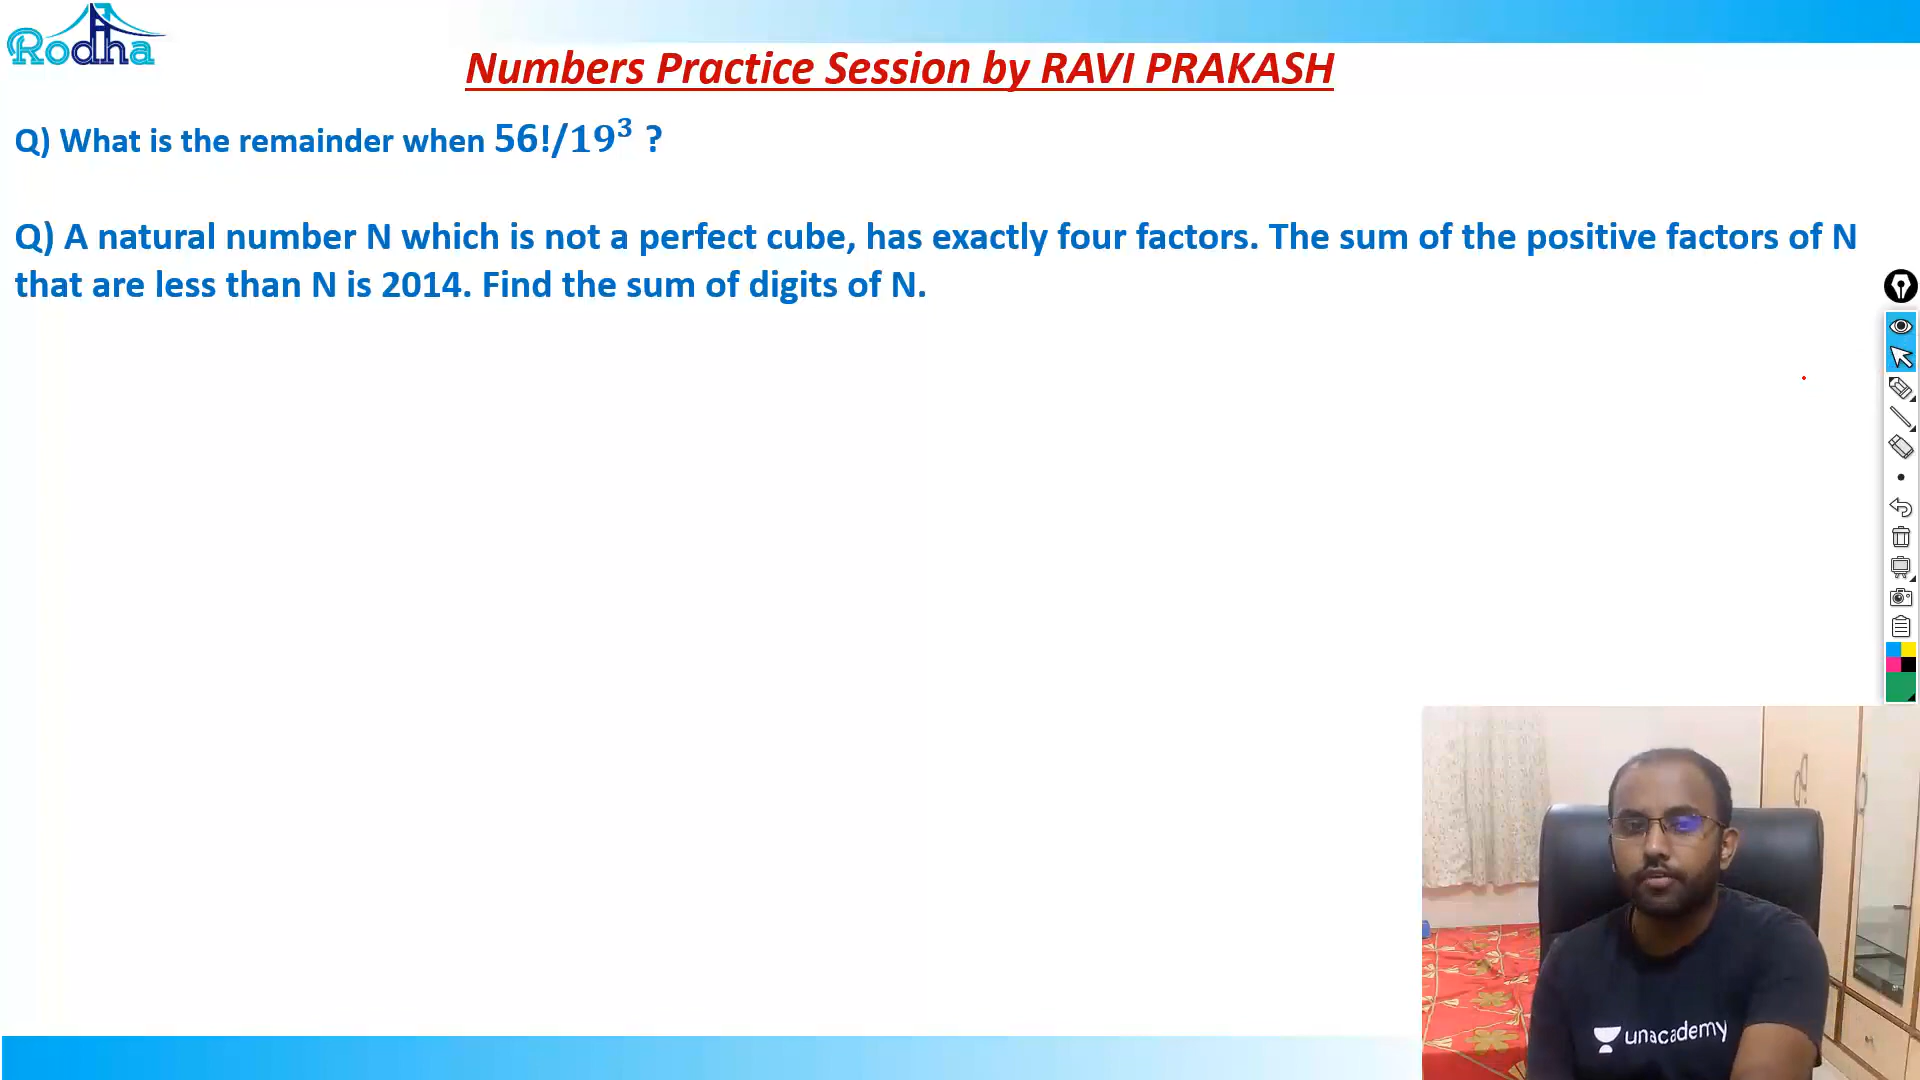 Rodha
Numbers Practice Session by RAVI PRAKASH
Q) What is the remainder when 56!/19³ ?
Q) A natural number N which is not a perfect cube, has exactly four factors. The sum of the positive factors of N
that are less than N is 2014. Find the sum of digits of N.
unacademy